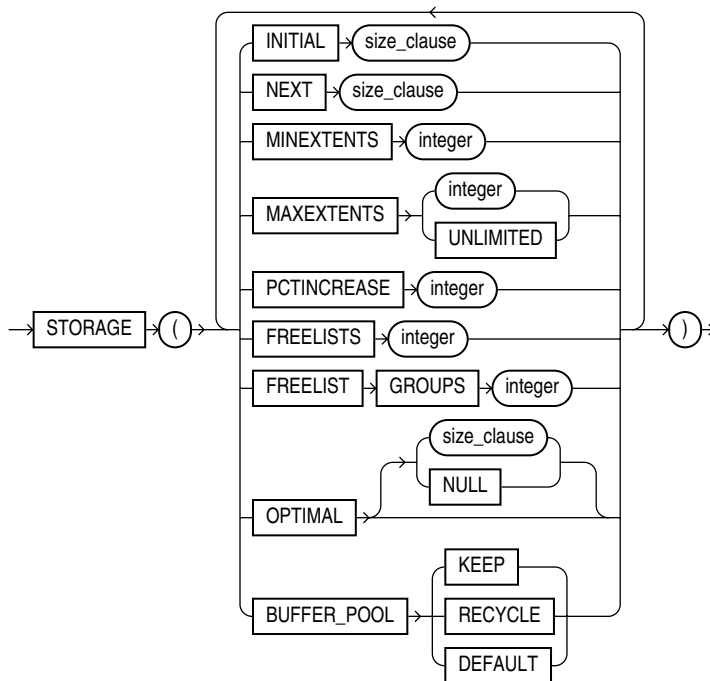 INITIAL size_clause
NEXT size_clause
MINEXTENTS integer
integer
MAXEXTENTS
UNLIMITED
PCTINCREASE integer
STORAGE ( )
FREELISTS integer
FREELIST GROUPS integer
size_clause
NULL
OPTIMAL
KEEP
BUFFER_POOL RECYCLE
DEFAULT